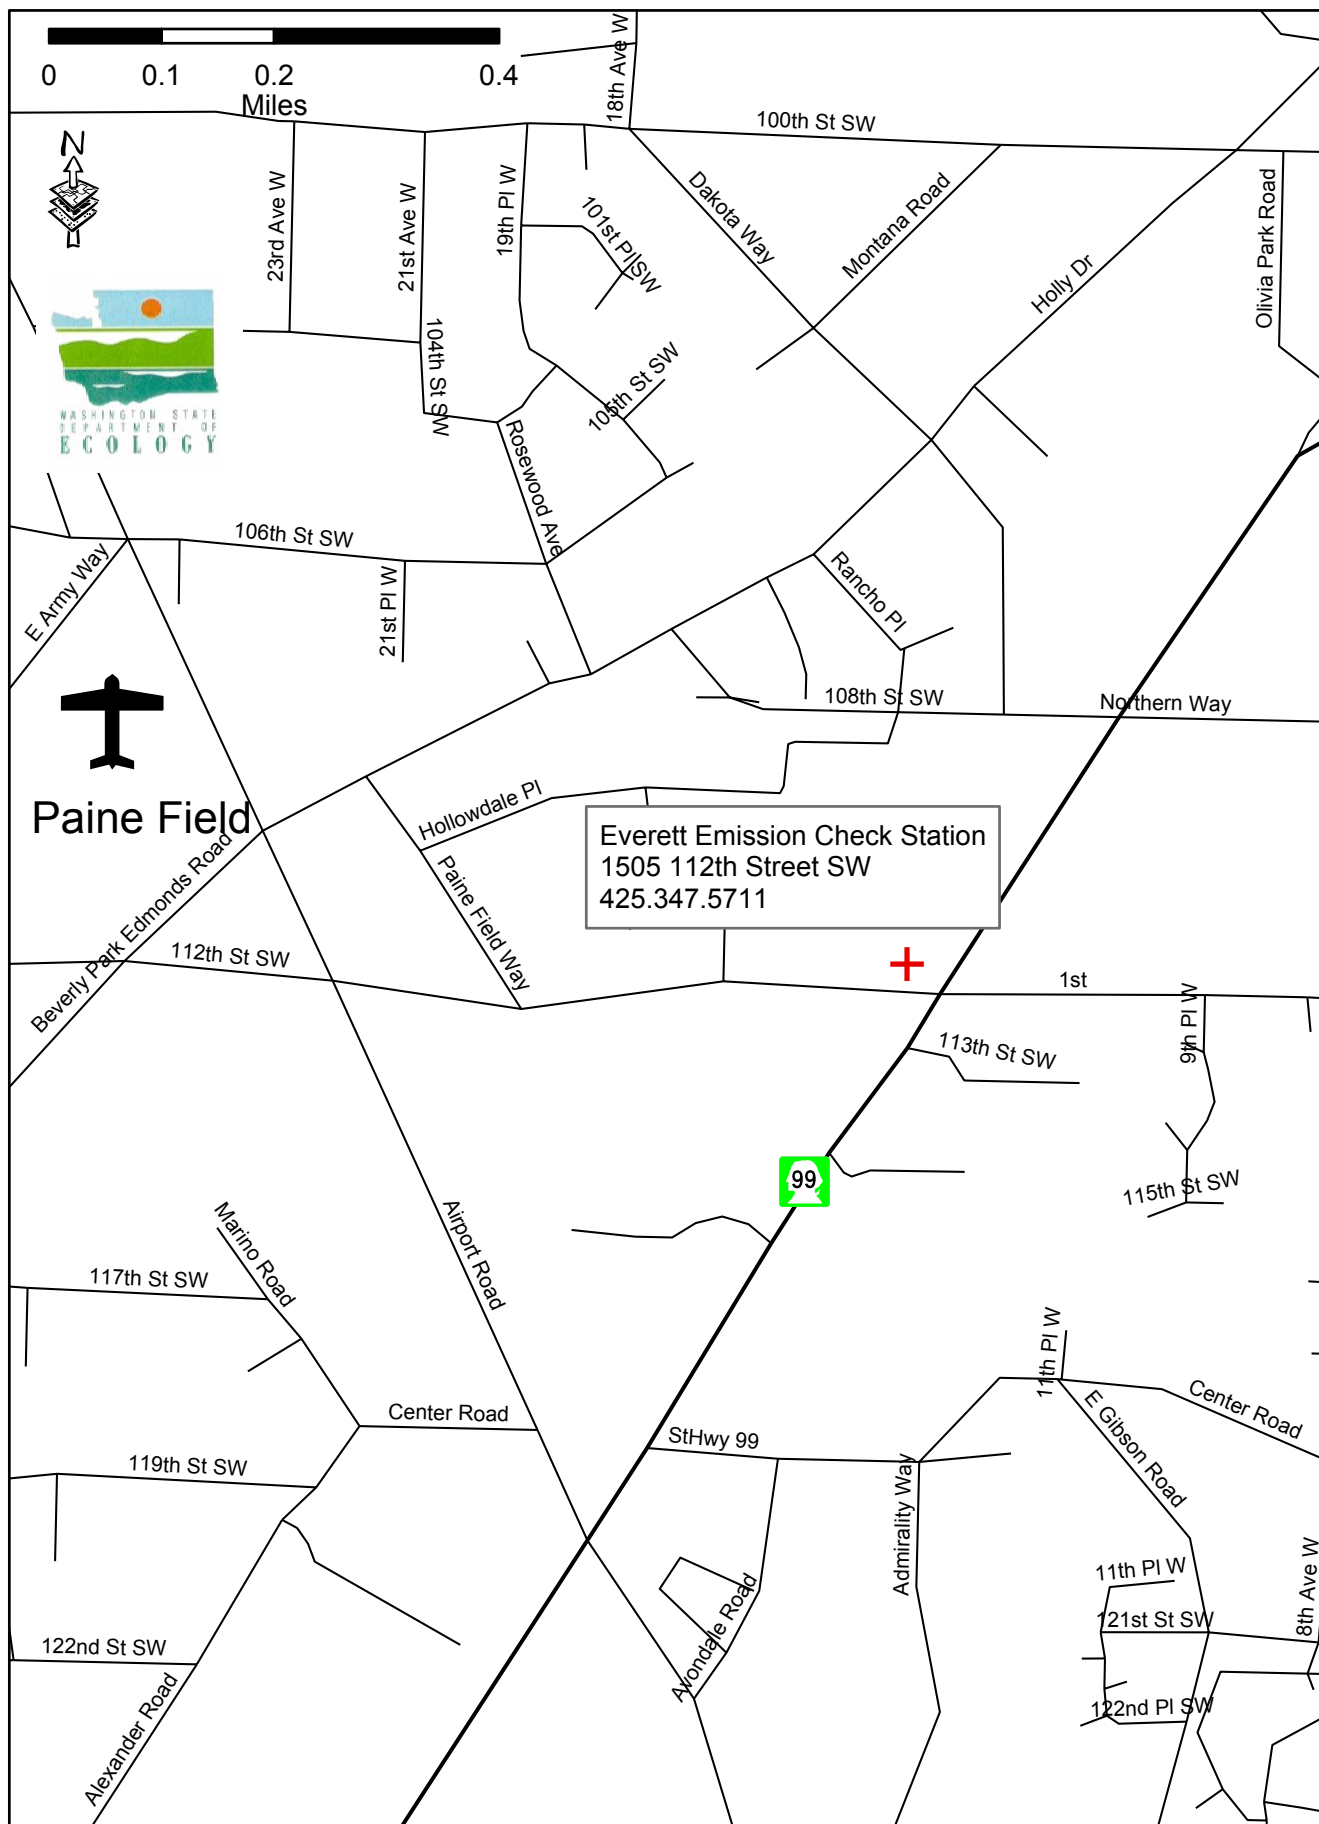 0 0.1 0.2 0.4
Miles
N
18th Ave W
100th St SW
23rd Ave W
21st Ave W
19th Pl W
101st Pl SW
Dakota Way
Montana Road
Holly Dr
Olivia Park Road
WASHINGTON STATE
DEPARTMENT OF
ECOLOGY
104th St SW
105th St SW
Rosewood Ave
106th St SW
E Army Way
21st Pl W
Rancho Pl
108th St SW
Northern Way
Paine Field
Hollowdale Pl
Everett Emission Check Station
1505 112th Street SW
425.347.5711
Beverly Park Edmonds Road
Paine Field Way
112th St SW
1st
9th Pl W
113th St SW
99
115th St SW
Marino Road
Airport Road
117th St SW
11th Pl W
Center Road
Center Road
StHwy 99
E Gibson Road
119th St SW
Admirality Way
11th Pl W
8th Ave W
Avondale Road
121st St SW
122nd St SW
122nd Pl SW
Alexander Road